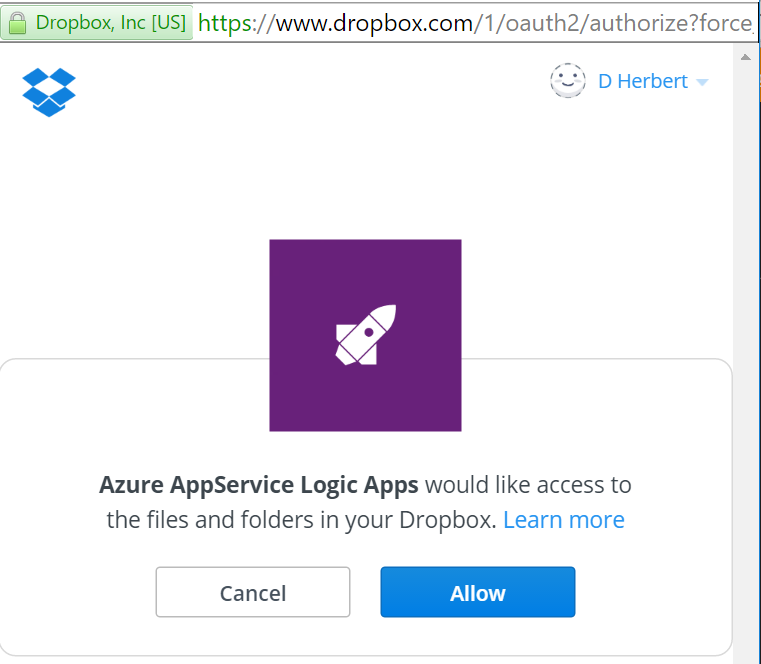 Dropbox, Inc [US] https://www.dropbox.com/1/oauth2/authorize?force_
D Herbert
Azure AppService Logic Apps would like access to
the files and folders in your Dropbox. Learn more
Cancel Allow